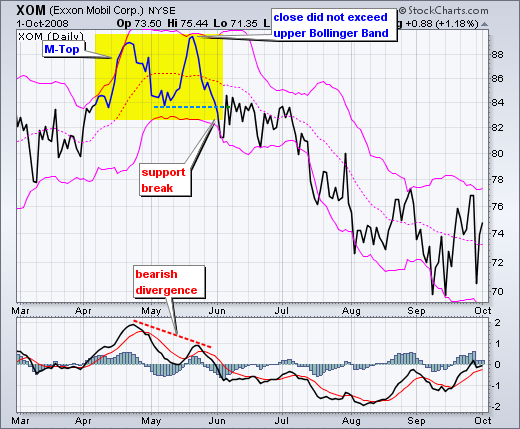 XOM (Exxon Mobil Corp.) NYSE
© StockCharts.com
1-Oct-2008 Op 73.50 Hi 75.44 Lo 71.35 +0.88 (+1.18%)
XOM (Daily)
close did not exceed
upper Bollinger Band
M-Top
88
86
84
82
80
78
76
74
72
70
support
break
bearish
divergence
Mar Apr May Jun Jul Aug Sep Oct
2
1
0
-1
-2
Mar Apr May Jun Jul Aug Sep Oct